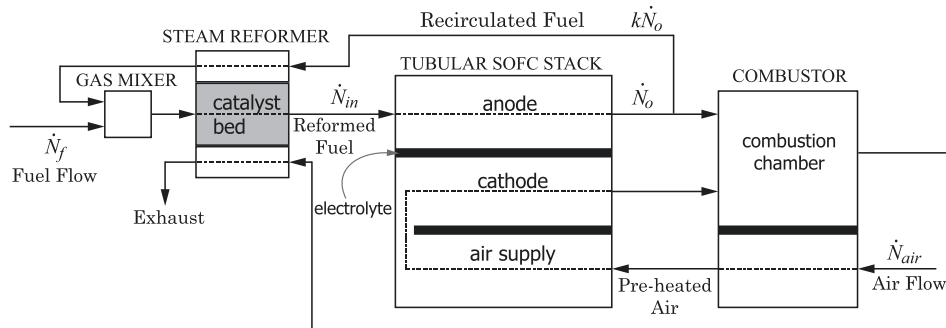 Recirculated Fuel
kṄo
STEAM REFORMER
GAS MIXER
TUBULAR SOFC STACK
COMBUSTOR
catalyst
bed
Ṅin
Reformed
Fuel
anode
Ṅo
Ṅf
Fuel Flow
combustion
chamber
cathode
electrolyte
Exhaust
air supply
Ṅair
Air Flow
Pre-heated
Air